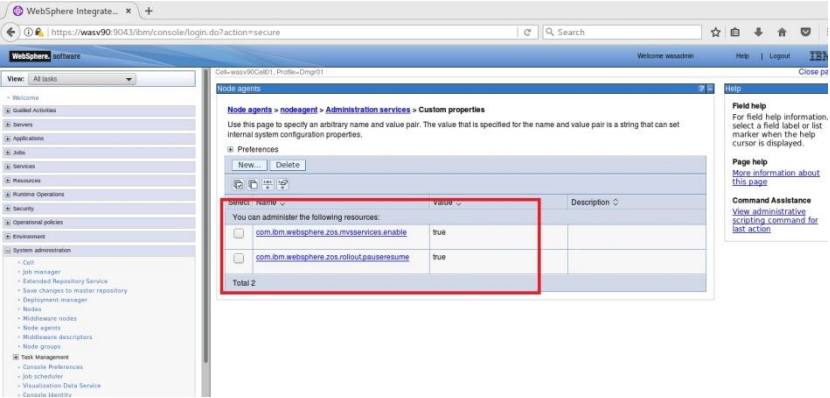 WebSphere Integrate...
https://wasv90:9043/ibm/console/login.do?action=secure
Search
WebSphere. software
Welcome wasadmin
Help | Logout
IBM
View: All tasks
Cell=wasv90Cell01, Profile=Dmgr01
Close pa
Welcome
Guided Activities
Servers
Applications
Jobs
Services
Resources
Runtime Operations
Security
Operational policies
Environment
System administration
Cell
Job manager
Extended Repository Service
Save changes to master repository
Deployment manager
Nodes
Middleware nodes
Node agents
Middleware descriptors
Node groups
Task Management
Console Preferences
Job scheduler
Visualization Data Service
Console Identity
Node agents
Node agents > nodeagent > Administration services > Custom properties
Use this page to specify an arbitrary name and value pair. The value that is specified for the name and value pair is a string that can set
internal system configuration properties.
Preferences
New... Delete
Select Name Value Description
You can administer the following resources:
com.ibm.websphere.zos.mvsservices.enable true
com.ibm.websphere.zos.rollout.pauseresume true
Total 2
Help
Field help
For field help information,
select a field label or list
marker when the help
cursor is displayed.
Page help
More information about
this page
Command Assistance
View administrative
scripting command for
last action